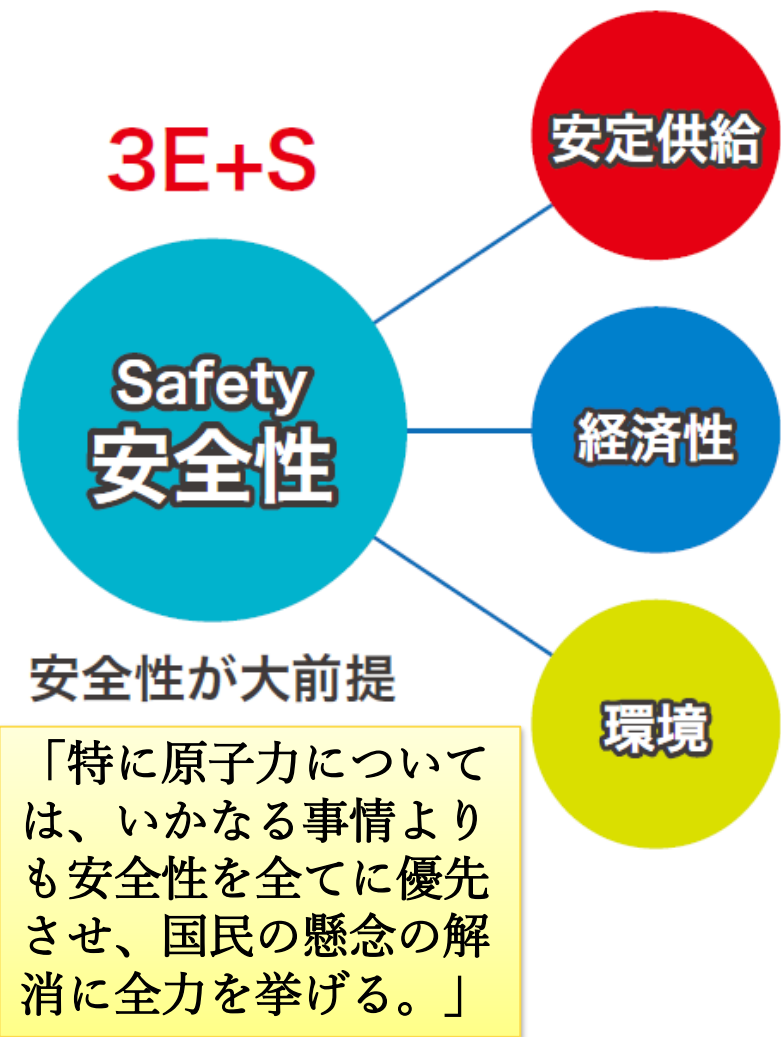 3E+S
Safety
安全性
安定供給
経済性
環境
安全性が大前提
「特に原子力について
は、いかなる事情より
も安全性を全てに優先
させ、国民の懸念の解
消に全力を挙げる。」